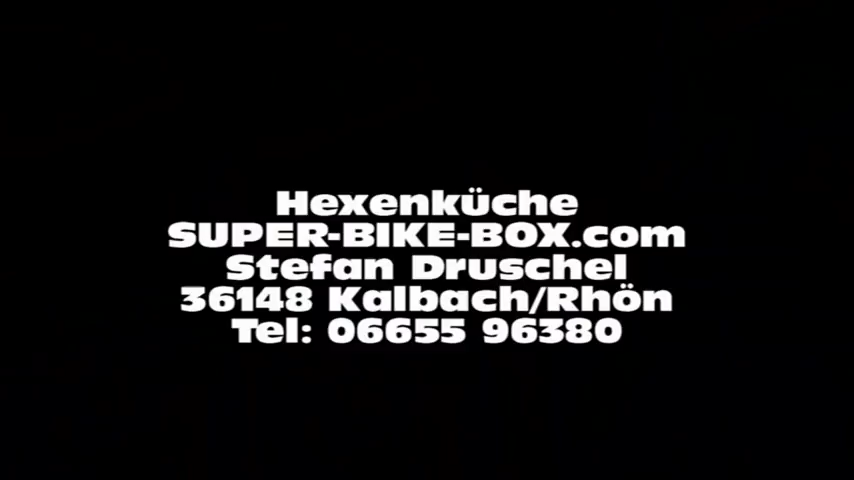 Hexenküche
SUPER-BIKE-BOX.com
Stefan Druschel
36148 Kalbach/Rhön
Tel: 06655 96380